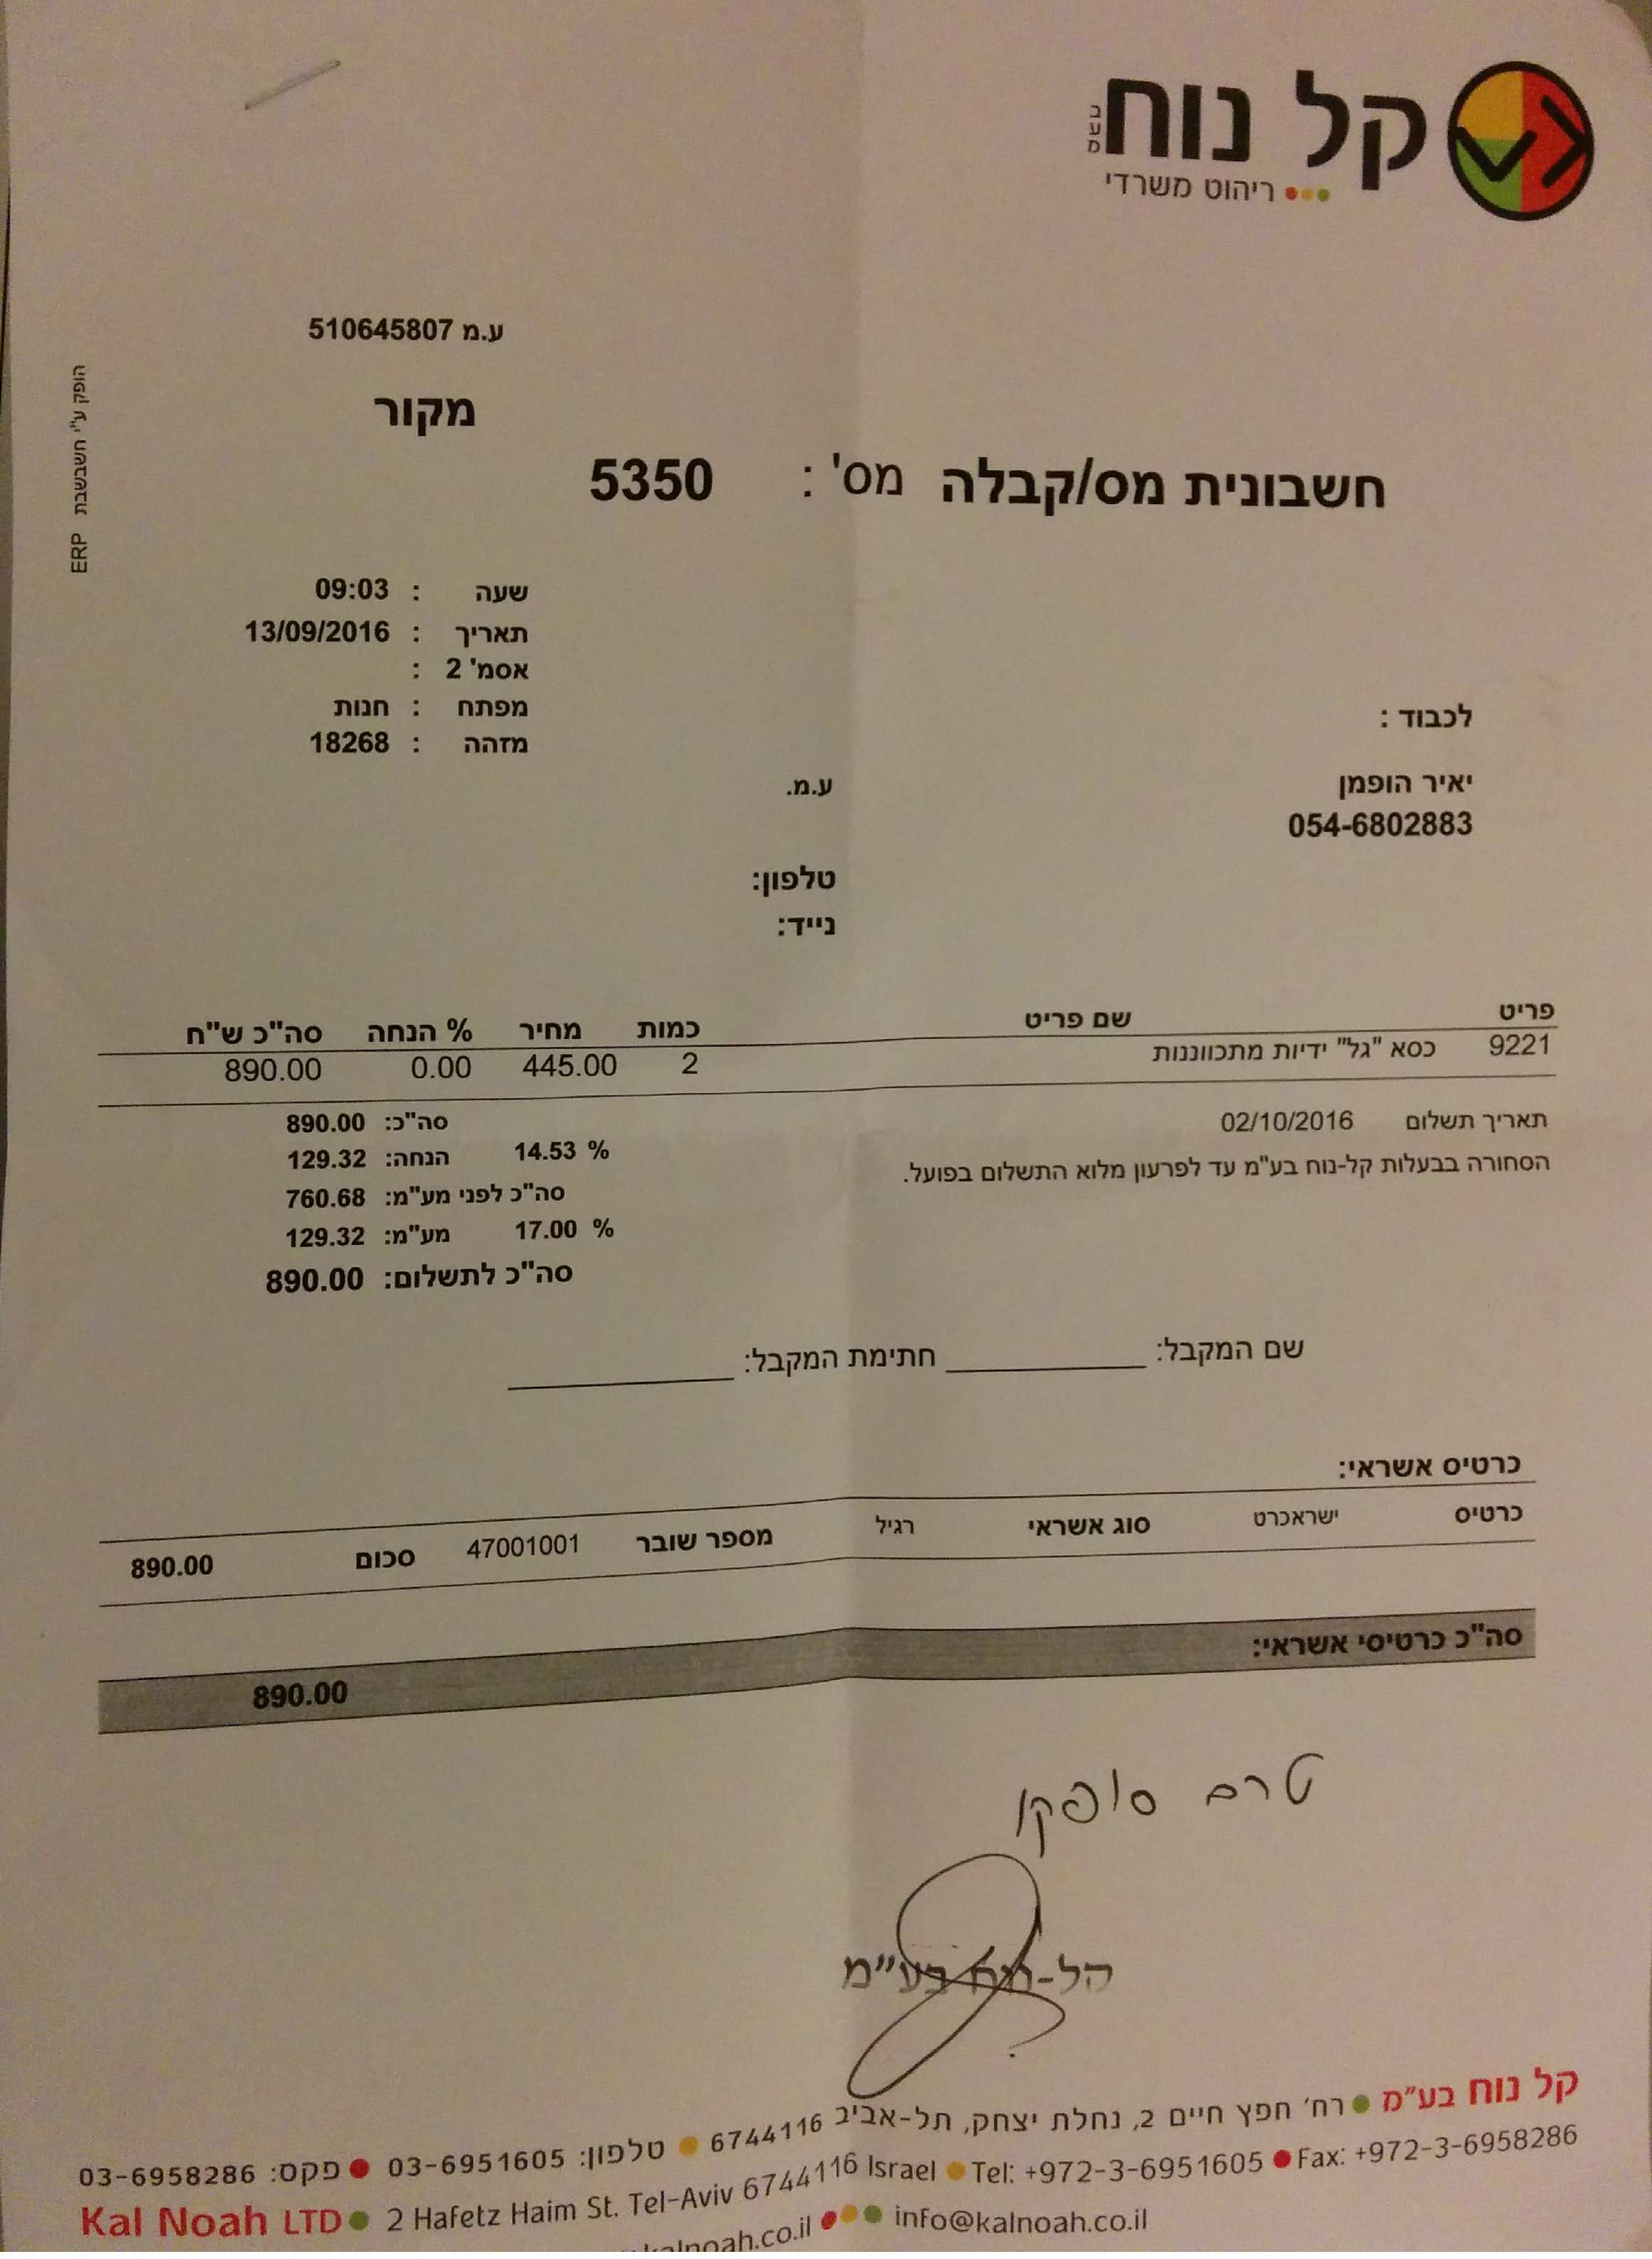 קל נוח בע"מ
ריהוט משרדי
ע.מ 510645807
מקור
חשבונית מס/קבלה מס' : 5350
הופק ע"י חשבשבת ERP
שעה : 09:03
תאריך : 13/09/2016
אסמ' 2 :
מפתח : חנות
מזהה : 18268
לכבוד :
יאיר הופמן
ע.מ.
054-6802883
טלפון:
נייד:
פריט שם פריט כמות מחיר % הנחה סה"כ ש"ח
9221 כסא "גל" ידיות מתכווננות 2 445.00 0.00 890.00
תאריך תשלום 02/10/2016
הסחורה בבעלות קל-נוח בע"מ עד לפרעון מלוא התשלום בפועל.
סה"כ: 890.00
% 14.53 הנחה: 129.32
סה"כ לפני מע"מ: 760.68
% 17.00 מע"מ: 129.32
סה"כ לתשלום: 890.00
שם המקבל: חתימת המקבל:
כרטיס אשראי:
כרטיס ישראכרט סוג אשראי רגיל מספר שובר 47001001 סכום 890.00
סה"כ כרטיסי אשראי: 890.00
טרם סופקו
קל-נוח בע"מ
קל נוח בע"מ רח' חפץ חיים 2, נחלת יצחק, תל-אביב 6744116 טלפון: 03-6951605 פקס: 03-6958286
Kal Noah LTD 2 Hafetz Haim St. Tel-Aviv 6744116 Israel Tel: +972-3-6951605 Fax: +972-3-6958286
kalnoah.co.il info@kalnoah.co.il